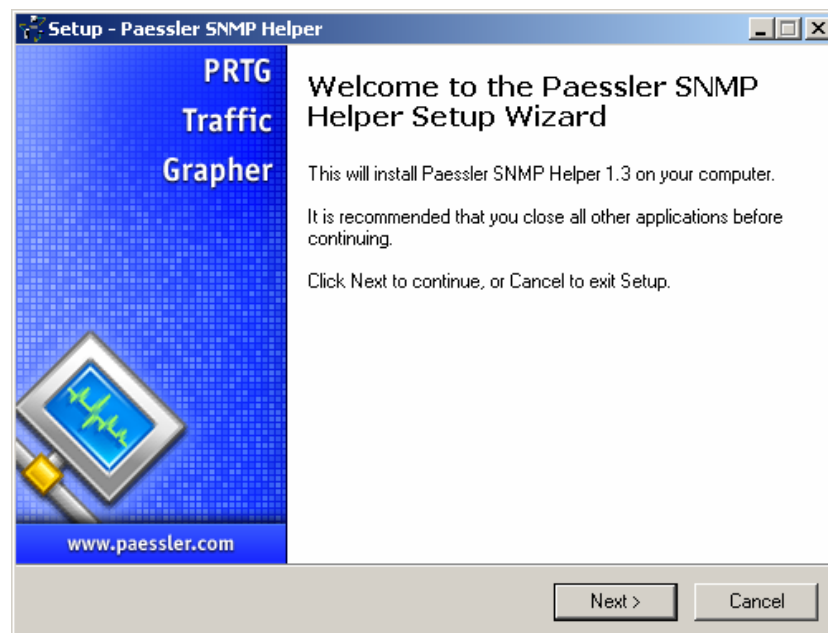 Setup - Paessler SNMP Helper
PRTG
Traffic
Grapher
www.paessler.com
Welcome to the Paessler SNMP
Helper Setup Wizard
This will install Paessler SNMP Helper 1.3 on your computer.
It is recommended that you close all other applications before
continuing.
Click Next to continue, or Cancel to exit Setup.
Next >
Cancel